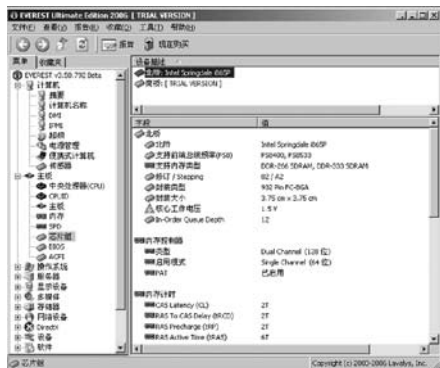 EVEREST Ultimate Edition 2006 [ TRIAL VERSION ]
文件(F) 查看(V) 报告(R) 收藏(O) 工具(T) 帮助(H)
报告 现在购买
菜单 收藏夹
EVEREST v3.00.792 Beta
计算机
摘要
计算机名称
DMI
IPMI
超频
电源管理
便携式计算机
传感器
主板
中央处理器(CPU)
CPUID
主板
内存
SPD
芯片组
BIOS
ACPI
操作系统
服务器
显示设备
多媒体
存储器
网络设备
DirectX
设备
软件
设备描述
北桥: Intel Springdale i865P
南桥: [ TRIAL VERSION ]
字段 值
北桥
北桥 Intel Springdale i865P
支持前端总线频率(FSB) FSB400, FSB533
支持内存类型 DDR-266 SDRAM, DDR-333 SDRAM
修订 / Stepping 02 / A2
封装类型 932 Pin FC-BGA
封装大小 3.75 cm x 3.75 cm
核心工作电压 1.5 V
In-Order Queue Depth 12
内存控制器
类型 Dual Channel (128 位)
启用模式 Single Channel (64 位)
PAT 已启用
内存计时
CAS Latency (CL) 2T
RAS To CAS Delay (tRCD) 2T
RAS Precharge (tRP) 2T
RAS Active Time (tRAS) 6T
芯片组 Copyright (c) 2003-2006 Lavalys, Inc.